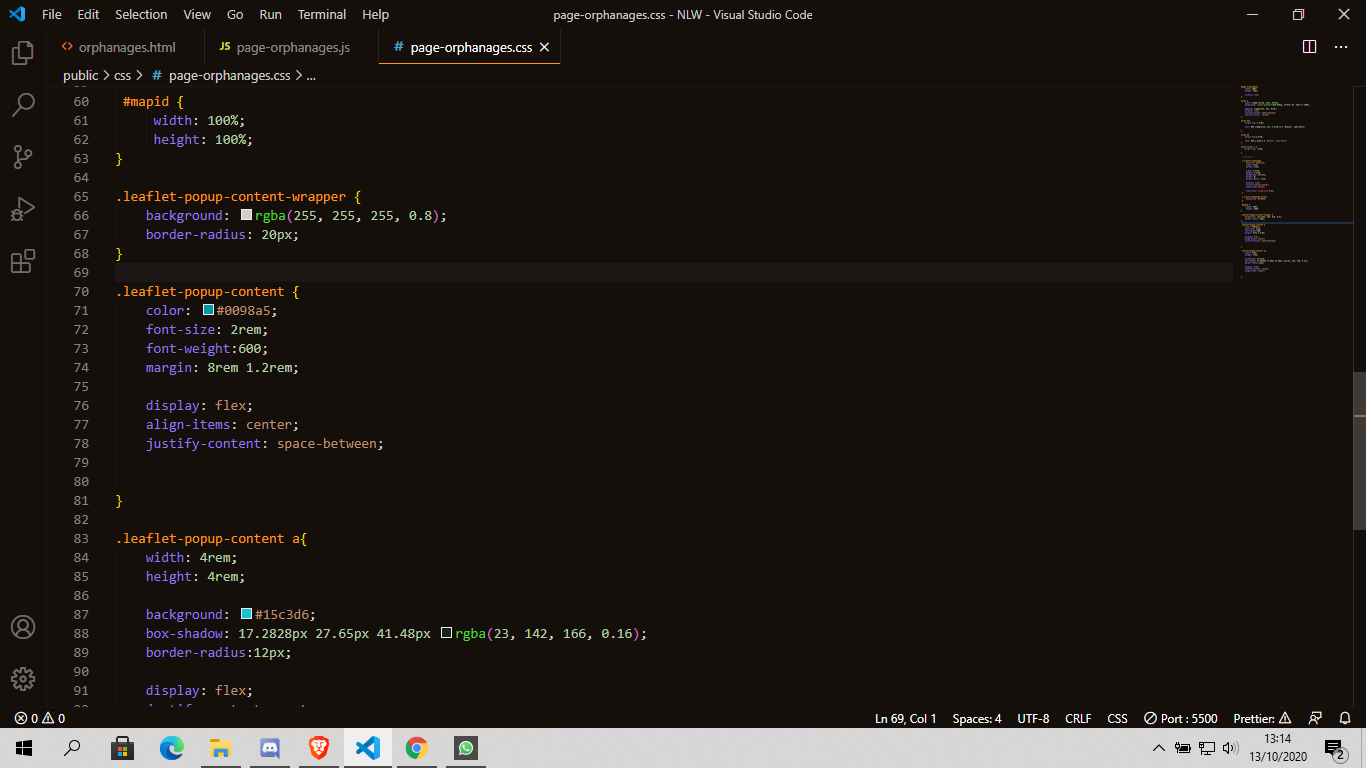 File Edit Selection View Go Run Terminal Help page-orphanages.css - NLW - Visual Studio Code
<> orphanages.html JS page-orphanages.js # page-orphanages.css
public > css > # page-orphanages.css > ...
60 #mapid {
61 width: 100%;
62 height: 100%;
63 }
64
65 .leaflet-popup-content-wrapper {
66 background: rgba(255, 255, 255, 0.8);
67 border-radius: 20px;
68 }
69
70 .leaflet-popup-content {
71 color: #0098a5;
72 font-size: 2rem;
73 font-weight:600;
74 margin: 8rem 1.2rem;
75
76 display: flex;
77 align-items: center;
78 justify-content: space-between;
79
80
81 }
82
83 .leaflet-popup-content a{
84 width: 4rem;
85 height: 4rem;
86
87 background: #15c3d6;
88 box-shadow: 17.2828px 27.65px 41.48px rgba(23, 142, 166, 0.16);
89 border-radius:12px;
90
91 display: flex;
0 0 Ln 69, Col 1 Spaces: 4 UTF-8 CRLF CSS Port : 5500 Prettier:
13:14
13/10/2020
2